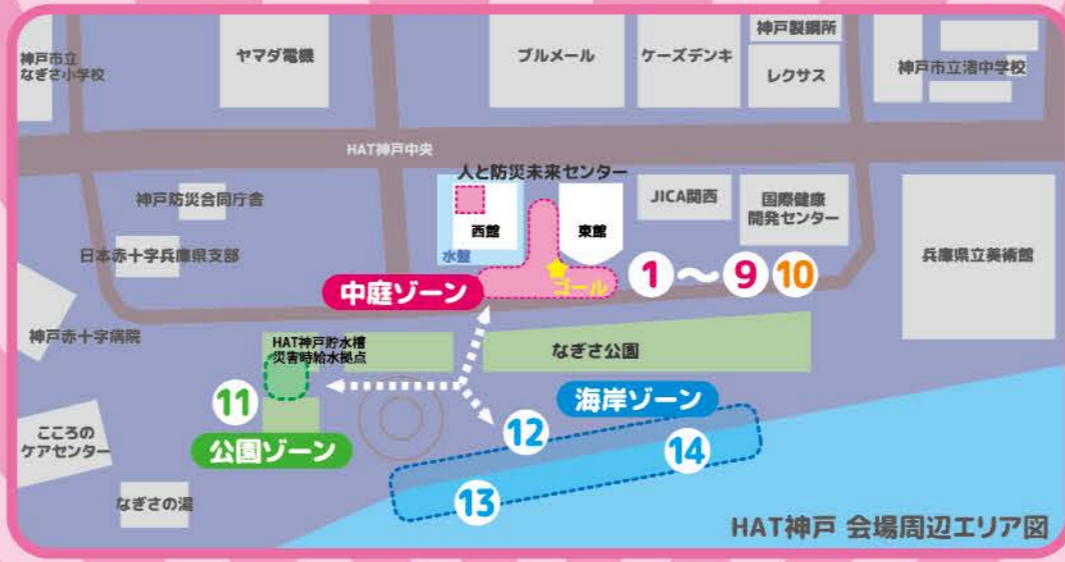 神戸市立
なぎさ小学校
ヤマダ電機
ブルメール
ケーズデンキ
神戸製鋼所
レクサス
神戸市立渚中学校
HAT神戸中央
人と防災未来センター
神戸防災合同庁舎
西館
東館
JICA関西
国際健康
開発センター
日本赤十字兵庫県支部
水盤
兵庫県立美術館
中庭ゾーン
ゴール
1～9 10
神戸赤十字病院
HAT神戸貯水槽
災害時給水拠点
なぎさ公園
11
公園ゾーン
海岸ゾーン
12
13
14
こころの
ケアセンター
なぎさの湯
HAT神戸 会場周辺エリア図